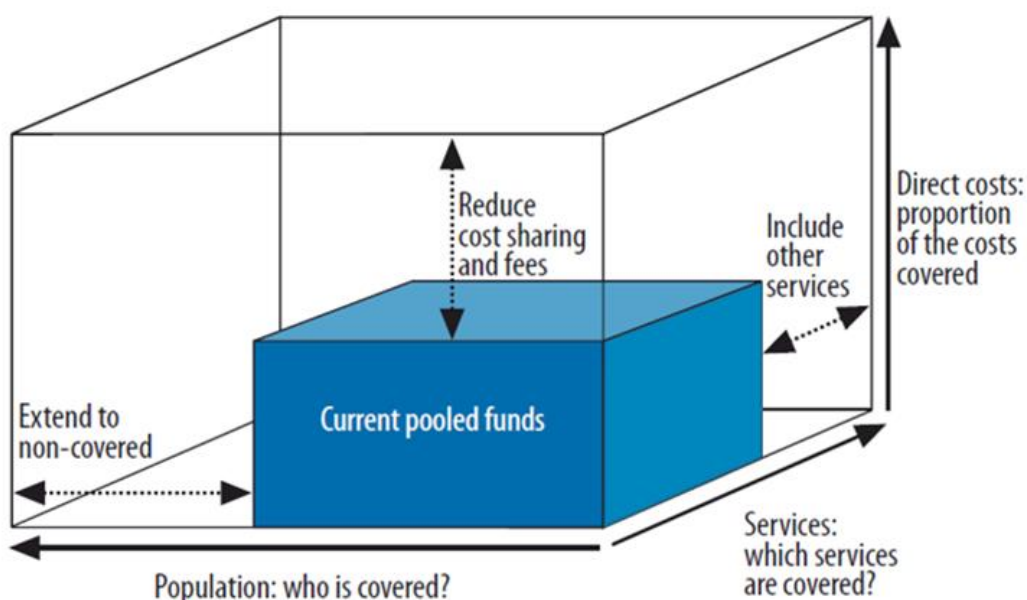 Reduce
cost sharing
and fees
Include
other
services
Direct costs:
proportion
of the costs
covered
Extend to
non-covered
Current pooled funds
Population: who is covered?
Services:
which services
are covered?